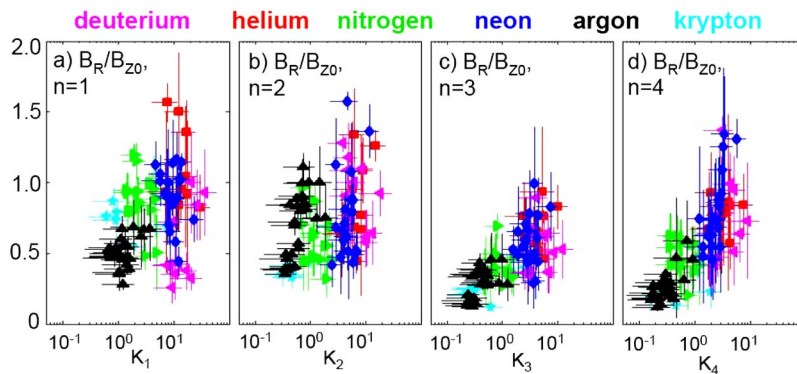 deuterium helium nitrogen neon argon krypton
2.0
1.5
1.0
0.5
0
a) B_R/B_Z0,
n=1
b) B_R/B_Z0,
n=2
c) B_R/B_Z0,
n=3
d) B_R/B_Z0,
n=4
10^-1 10^0 10^1
10^-1 10^0 10^1
10^-1 10^0 10^1
10^-1 10^0 10^1
K_1 K_2 K_3 K_4